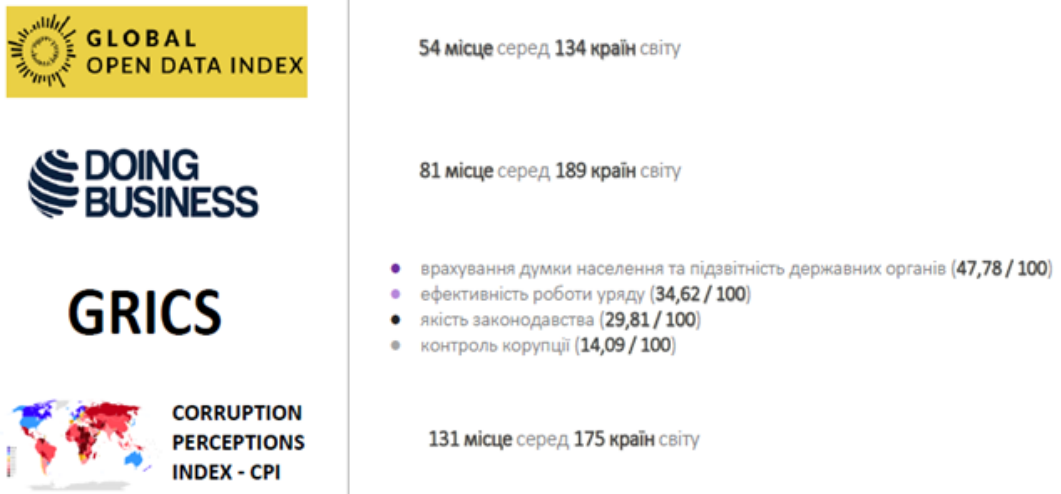 GLOBAL
OPEN DATA INDEX
54 місце серед 134 країн світу
DOING
BUSINESS
81 місце серед 189 країн світу
GRICS
врахування думки населення та підзвітність державних органів (47,78 / 100)
ефективність роботи уряду (34,62 / 100)
якість законодавства (29,81 / 100)
контроль корупції (14,09 / 100)
CORRUPTION
PERCEPTIONS
INDEX - CPI
131 місце серед 175 країн світу